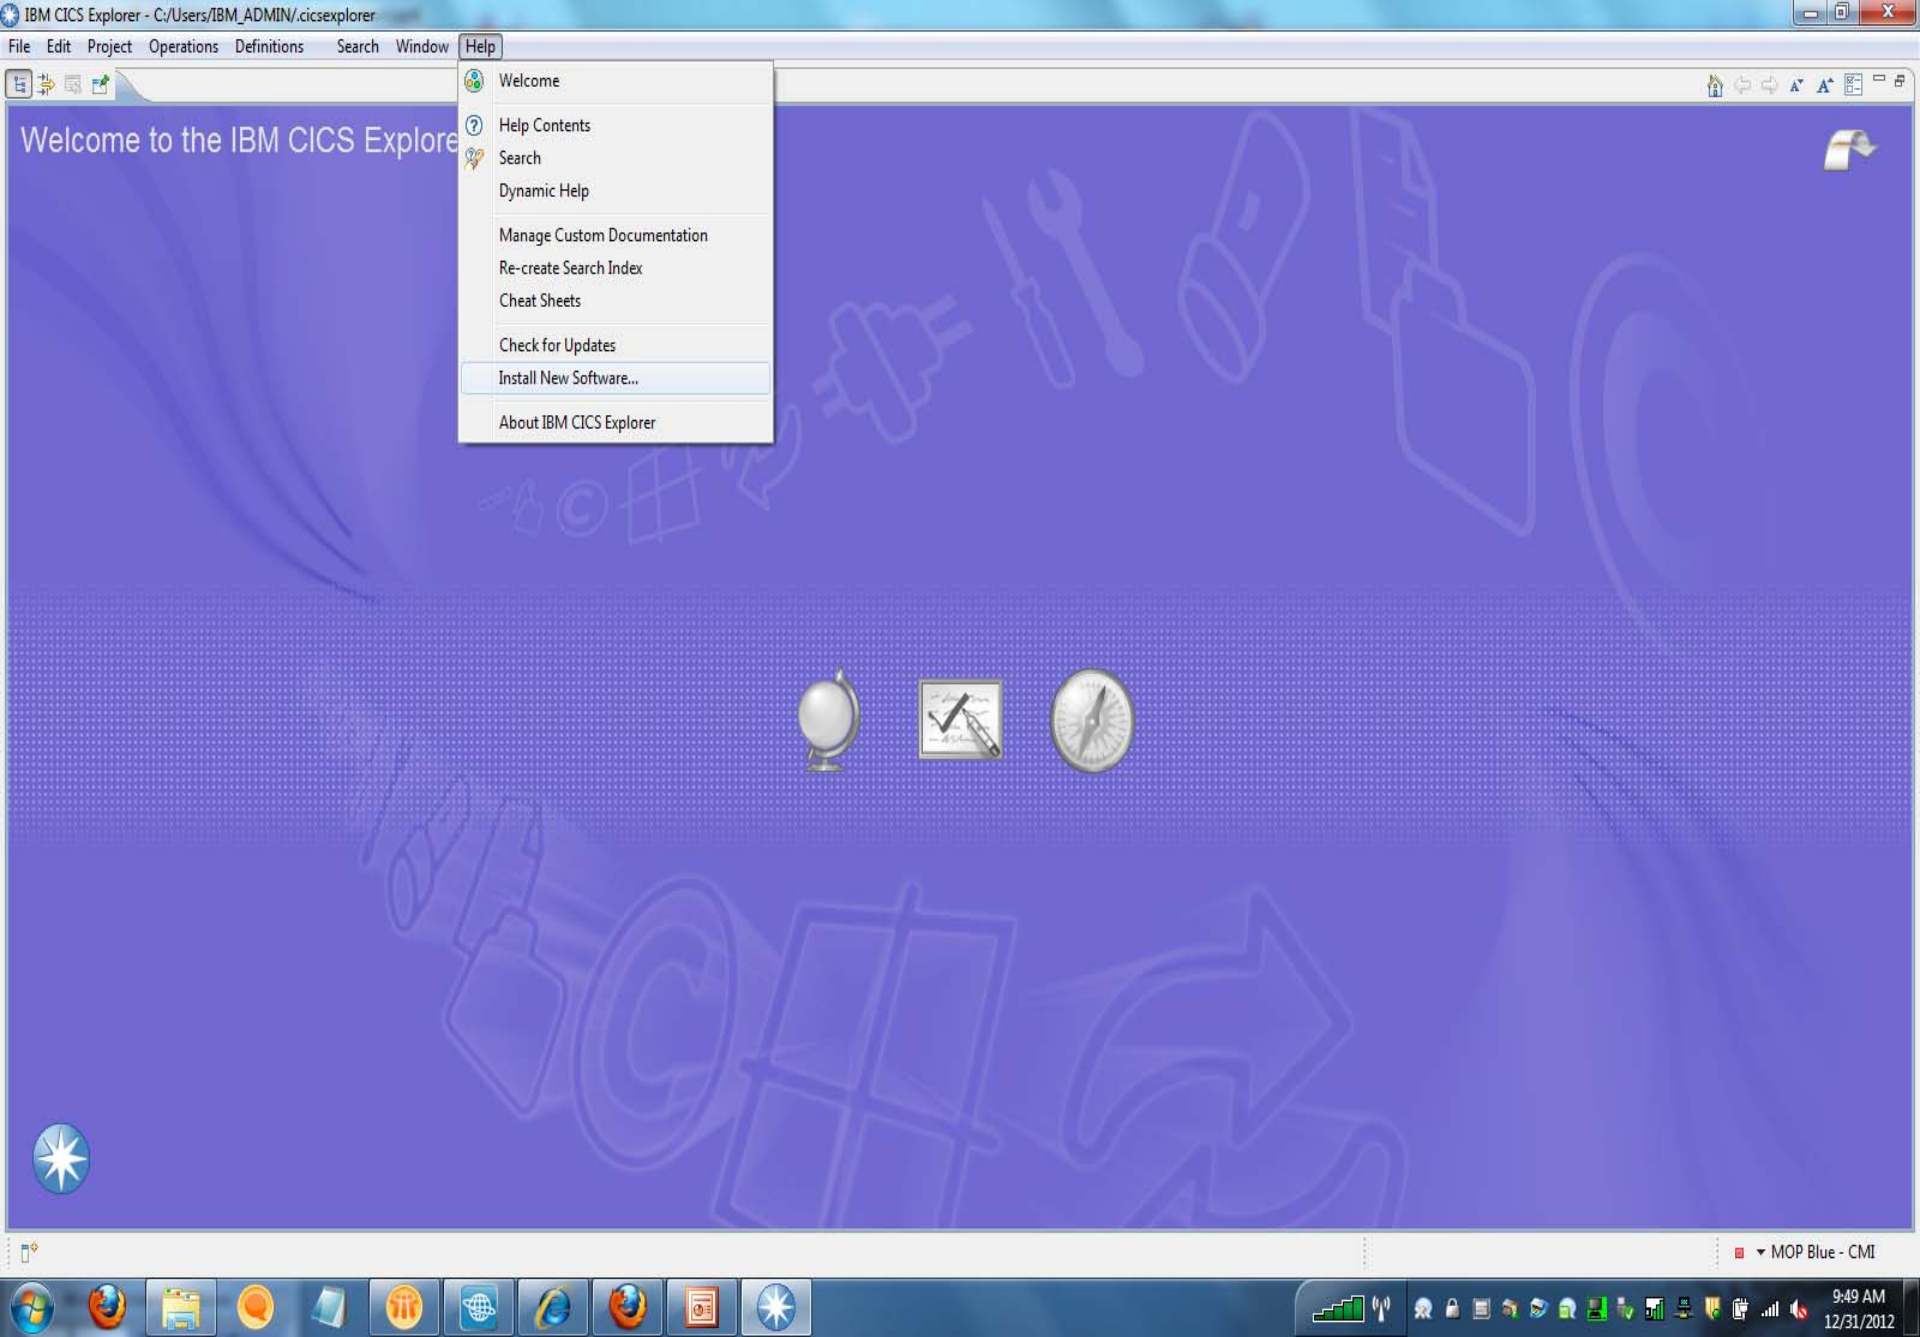 IBM CICS Explorer - C:/Users/IBM_ADMIN/.cicsexplorer
File Edit Project Operations Definitions Search Window Help
Welcome
Help Contents
Search
Dynamic Help
Manage Custom Documentation
Re-create Search Index
Cheat Sheets
Check for Updates
Install New Software...
About IBM CICS Explorer
Welcome to the IBM CICS Explore
MOP Blue - CMI
9:49 AM
12/31/2012